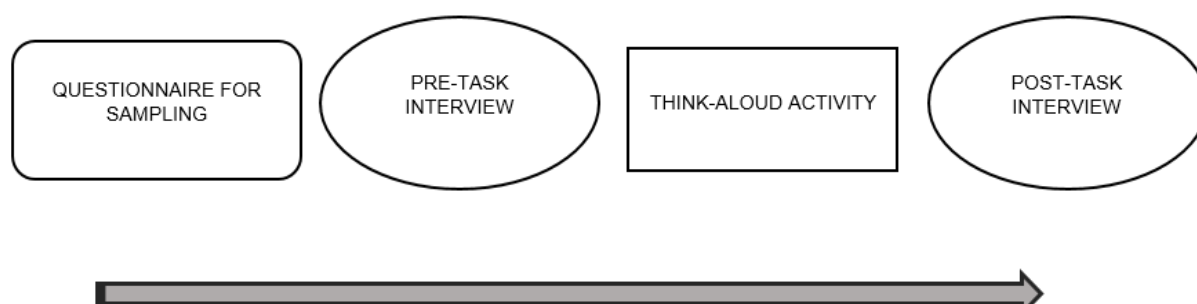 QUESTIONNAIRE FOR
SAMPLING
PRE-TASK
INTERVIEW
THINK-ALOUD ACTIVITY
POST-TASK
INTERVIEW